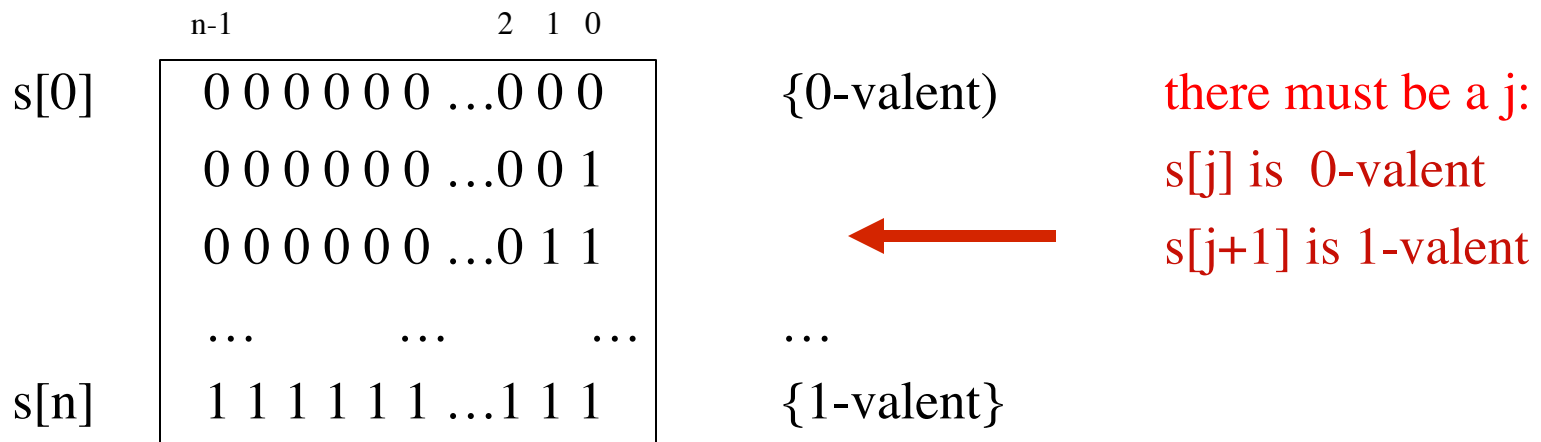 n-1 2 1 0
s[0] 0 0 0 0 0 0 …0 0 0 {0-valent) there must be a j:
0 0 0 0 0 0 …0 0 1 s[j] is 0-valent
0 0 0 0 0 0 …0 1 1 s[j+1] is 1-valent
… … … …
s[n] 1 1 1 1 1 1 …1 1 1 {1-valent}